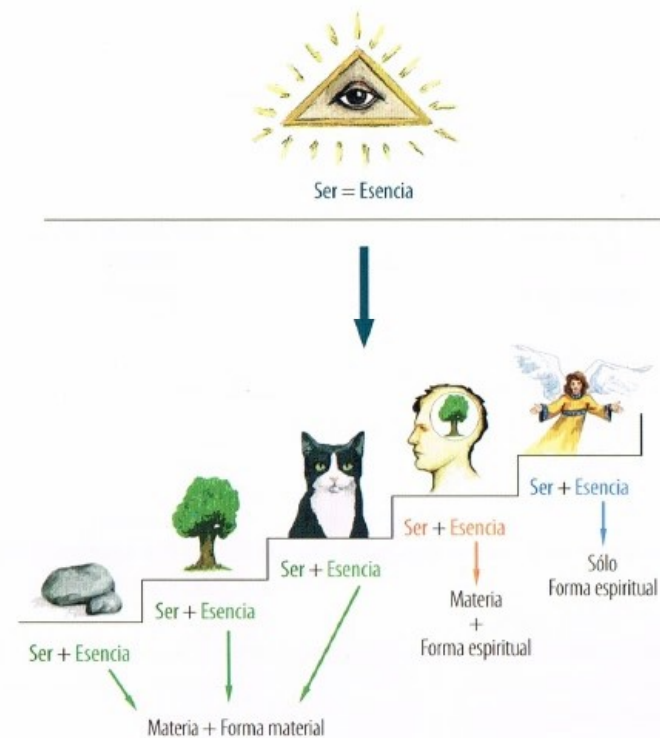 Ser = Esencia
Ser + Esencia
Sólo
Forma espiritual
Ser + Esencia
Materia
+
Forma espiritual
Ser + Esencia
Ser + Esencia
Ser + Esencia
Materia + Forma material